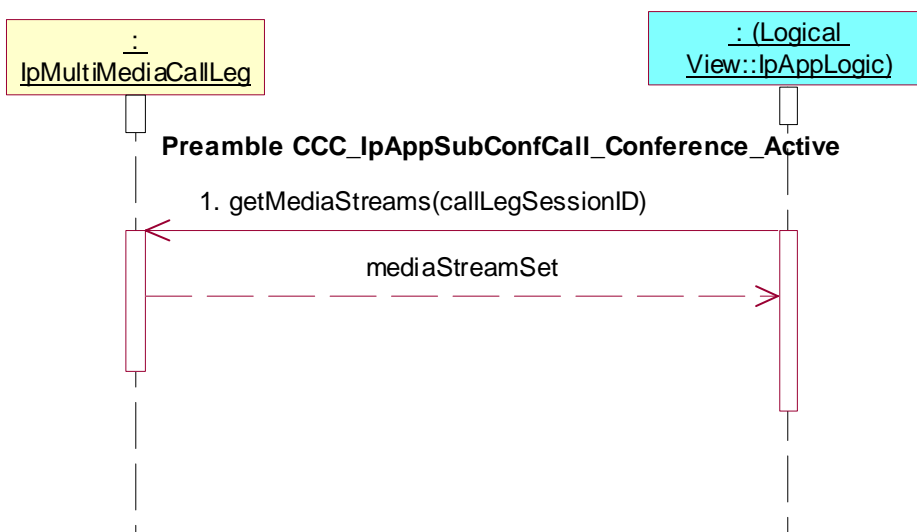 :
IpMultiMediaCallLeg
: (Logical
View::IpAppLogic)
Preamble CCC_IpAppSubConfCall_Conference_Active
1. getMediaStreams(callLegSessionID)
mediaStreamSet